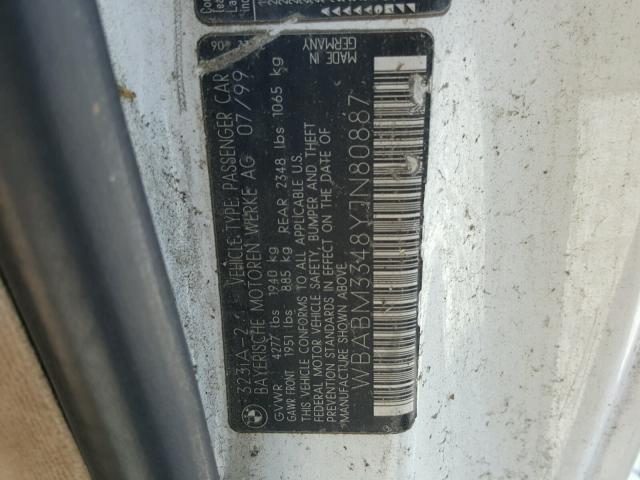 323iA-2 VEHICLE TYPE: PASSENGER CAR
BAYERISCHE MOTOREN WERKE AG 07/99
MADE IN
GERMANY
GVWR 4277 lbs 1940 kg
GAWR FRONT 1951 lbs 885 kg REAR 2348 lbs 1065 kg
THIS VEHICLE CONFORMS TO ALL APPLICABLE U.S.
FEDERAL MOTOR VEHICLE SAFETY, BUMPER AND THEFT
PREVENTION STANDARDS IN EFFECT ON THE DATE OF
MANUFACTURE SHOWN ABOVE.
WBABM3348YJN80887